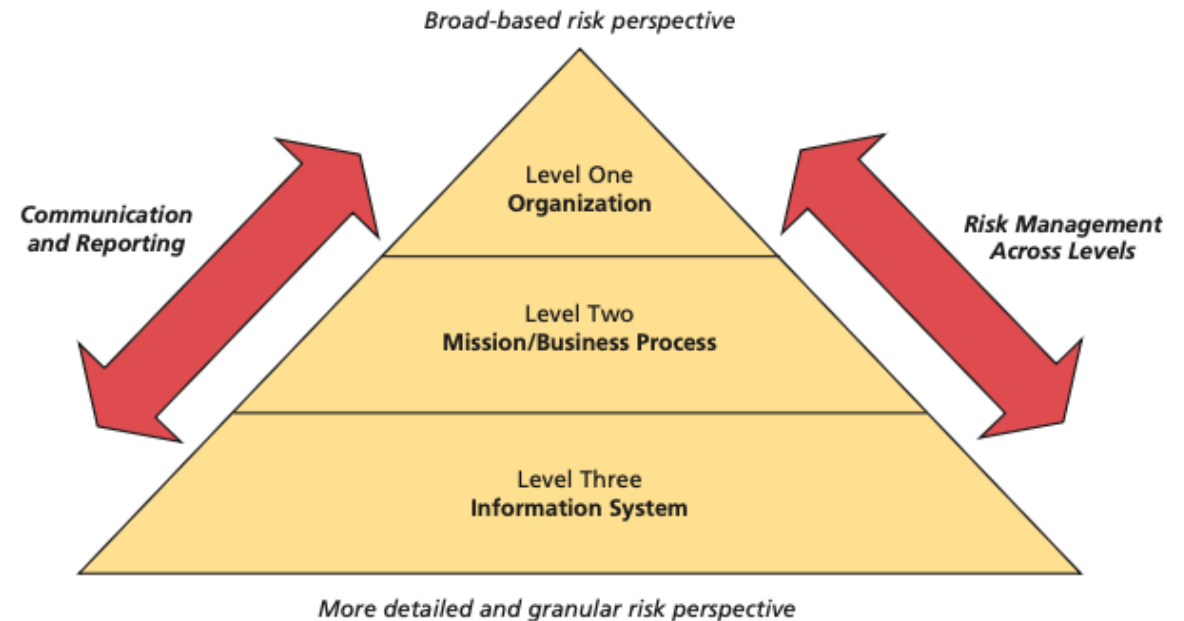 Broad-based risk perspective
Level One
Organization
Communication
and Reporting
Risk Management
Across Levels
Level Two
Mission/Business Process
Level Three
Information System
More detailed and granular risk perspective